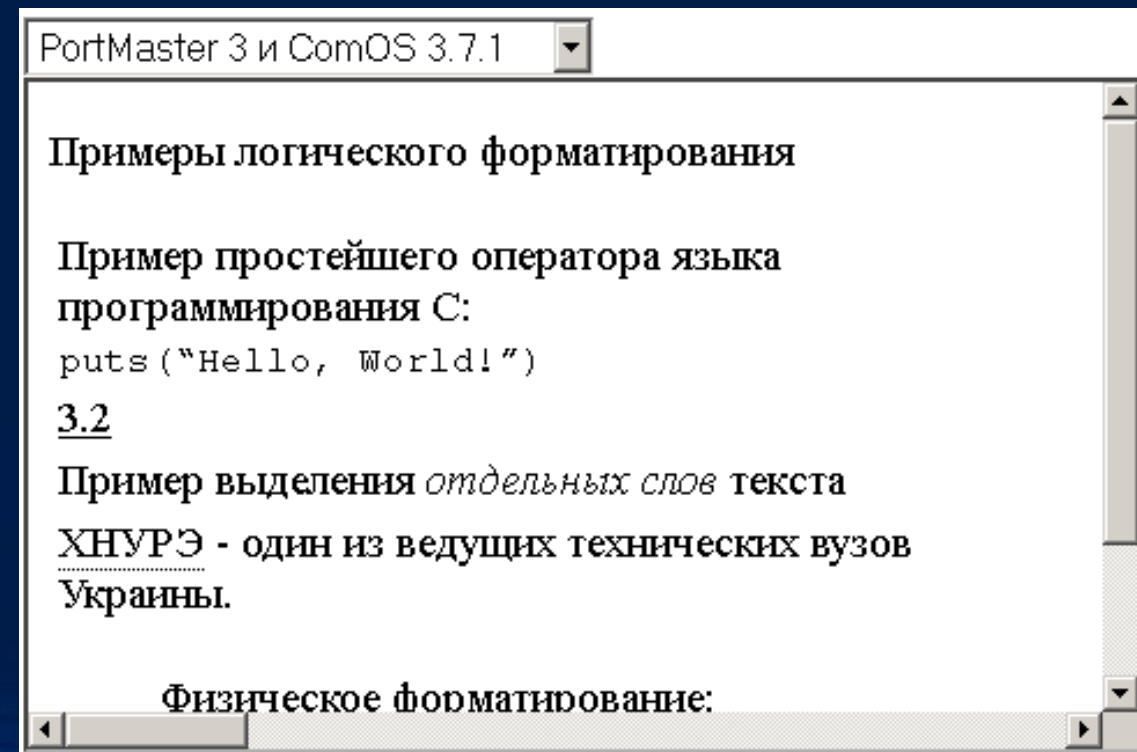 PortMaster 3 и ComOS 3.7.1
Примеры логического форматирования
Пример простейшего оператора языка
программирования С:
puts(“Hello, World!”)
3.2
Пример выделения отдельных слов текста
ХНУРЭ - один из ведущих технических вузов
Украины.
Физическое форматирование: